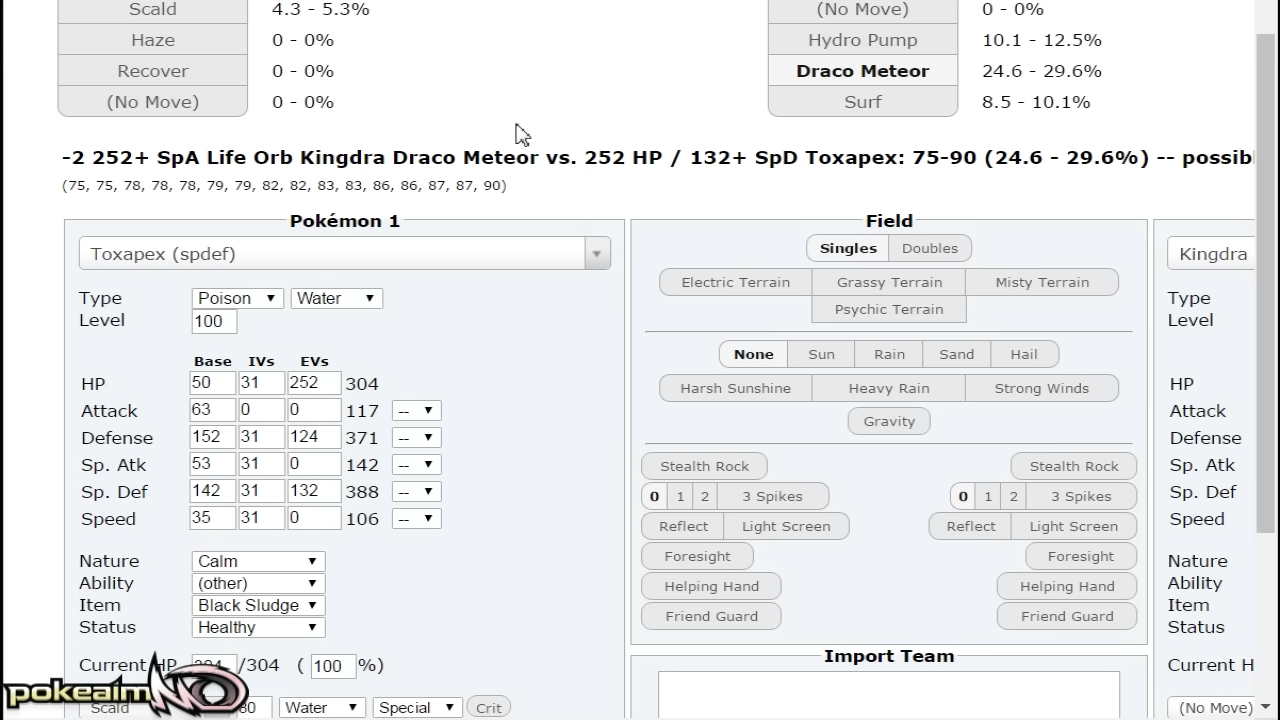 Scald 4.3 - 5.3% (No Move) 0 - 0%
Haze 0 - 0% Hydro Pump 10.1 - 12.5%
Recover 0 - 0% Draco Meteor 24.6 - 29.6%
(No Move) 0 - 0% Surf 8.5 - 10.1%
-2 252+ SpA Life Orb Kingdra Draco Meteor vs. 252 HP / 132+ SpD Toxapex: 75-90 (24.6 - 29.6%) -- possib
(75, 75, 78, 78, 78, 79, 79, 82, 82, 83, 83, 86, 86, 87, 87, 90)
Pokémon 1
Toxapex (spdef)
Type Poison Water
Level 100
Base IVs EVs
HP 50 31 252 304
Attack 63 0 0 117 --
Defense 152 31 124 371 --
Sp. Atk 53 31 0 142 --
Sp. Def 142 31 132 388 --
Speed 35 31 0 106 --
Nature Calm
Ability (other)
Item Black Sludge
Status Healthy
Current HP 304 /304 ( 100 %)
Scald 80 Water Special Crit
pokeaimMD
Field
Singles Doubles
Electric Terrain Grassy Terrain Misty Terrain
Psychic Terrain
None Sun Rain Sand Hail
Harsh Sunshine Heavy Rain Strong Winds
Gravity
Stealth Rock Stealth Rock
0 1 2 3 Spikes 0 1 2 3 Spikes
Reflect Light Screen Reflect Light Screen
Foresight Foresight
Helping Hand Helping Hand
Friend Guard Friend Guard
Import Team
Kingdra
Type
Level
HP
Attack
Defense
Sp. Atk
Sp. Def
Speed
Nature
Ability
Item
Status
Current H
(No Move)